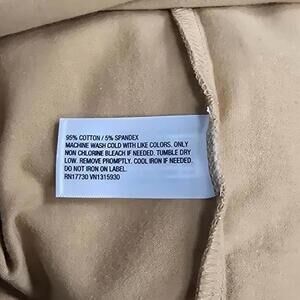 95% COTTON / 5% SPANDEX
MACHINE WASH COLD WITH LIKE COLORS. ONLY
NON CHLORINE BLEACH IF NEEDED. TUMBLE DRY
LOW. REMOVE PROMPTLY. COOL IRON IF NEEDED.
DO NOT IRON ON LABEL.
RN17730 VN1315930